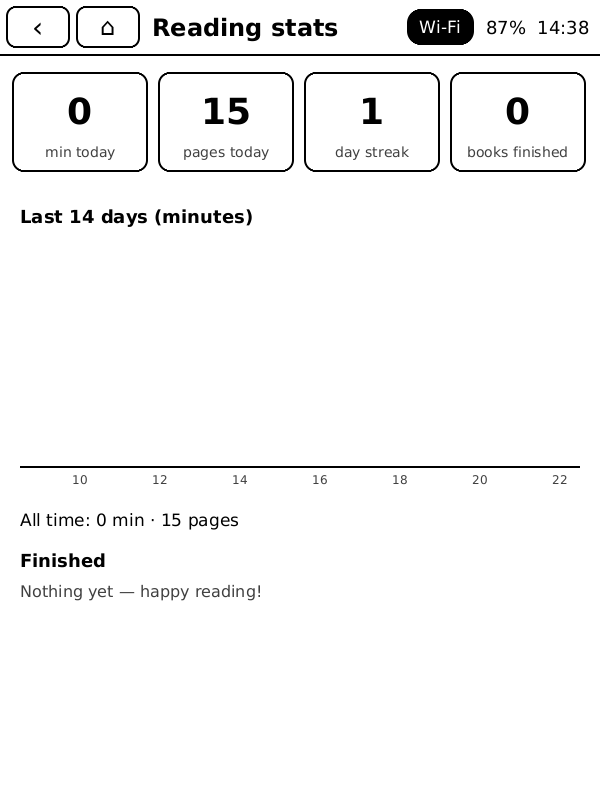 ‹ ⌂ Reading stats Wi-Fi 87% 14:38
0 15 1 0
min today pages today day streak books finished
Last 14 days (minutes)
10 12 14 16 18 20 22
All time: 0 min · 15 pages
Finished
Nothing yet — happy reading!